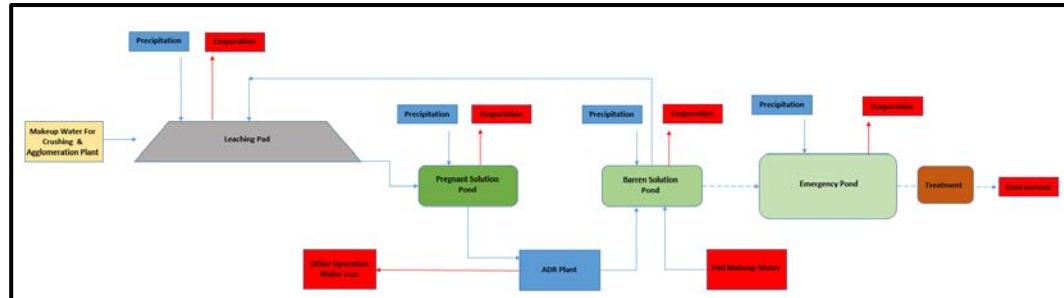 Precipitation
Evaporation
Makeup Water For
Crushing &
Agglomeration Plant
Leaching Pad
Precipitation
Evaporation
Pregnant Solution
Pond
Precipitation
Evaporation
Barren Solution
Pond
Precipitation
Evaporation
Emergency Pond
Treatment
Environment
Other Operation
Water Loss
ADR Plant
Pad Makeup Water